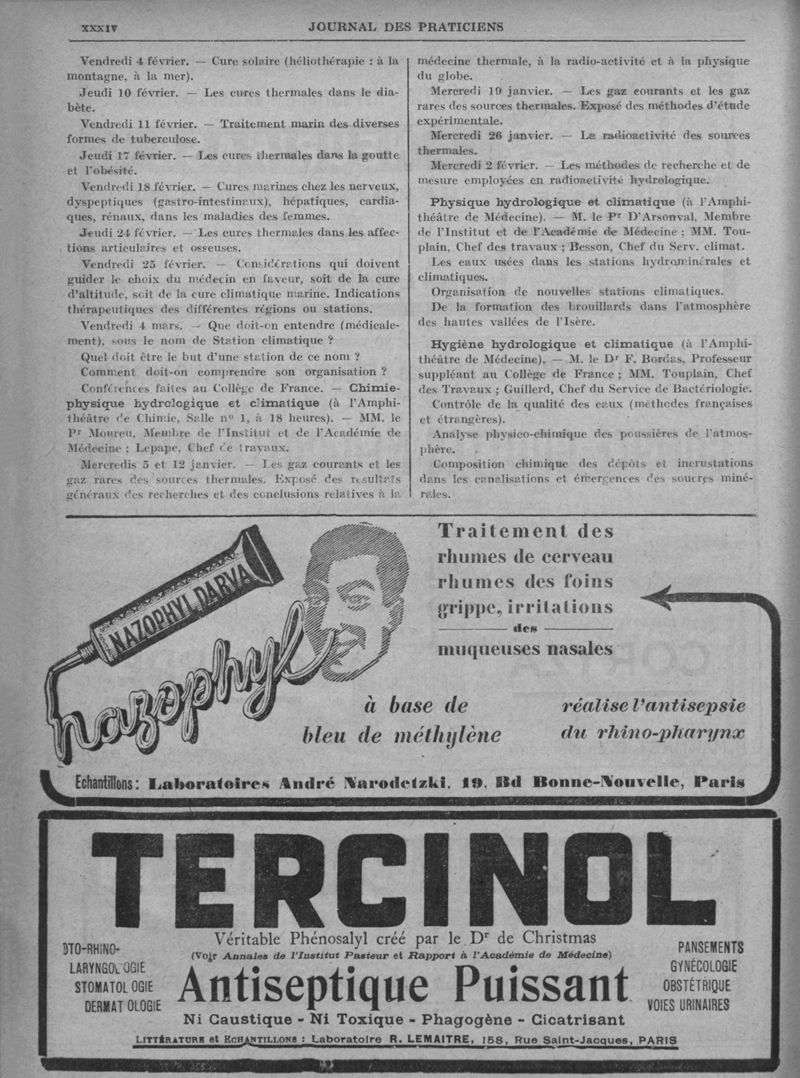 xxxiv
JOURNAL DES PRATICIENS
Vendredi 4 février. — Cure solaire (héliothérapie : à la
montagne, à la mer).
Jeudi 10 février. — Les cures thermales dans le dia-
bète.
Vendredi 11 février. — Traitement marin des diverses
formes de tuberculose.
Jeudi 17 février. — Les cures thermales dans la goutte
et l'obésité.
Vendredi 18 février. — Cures marines chez les nerveux,
dyspeptiques (gastro-intestinaux), hépatiques, cardia-
ques, rénaux, dans les maladies des femmes.
Jeudi 24 février. — Les cures thermales dans les affec-
tions articulaires et osseuses.
Vendredi 25 février. — Considérations qui doivent
guider le choix du médecin en faveur, soit de la cure
d'altitude, soit de la cure climatique marine. Indications
thérapeutiques des différentes régions ou stations.
Vendredi 4 mars. — Que doit-on entendre (médicale-
ment), sous le nom de Station climatique ?
Quel doit être le but d'une station de ce nom ?
Comment doit-on comprendre son organisation ?
Conférences faites au Collège de France. — Chimie-
physique hydrologique et climatique (à l'Amphi-
théâtre de Chimie, Salle n° 1, à 18 heures). — MM. le
Pr Moureu, Membre de l'Institut et de l'Académie de
Médecine ; Lepape, Chef de travaux.
Mercredis 5 et 12 janvier. — Les gaz courants et les
gaz rares des sources thermales. Exposé des résultats
généraux des recherches et des conclusions relatives à la
médecine thermale, à la radio-activité et à la physique
du globe.
Mercredi 19 janvier. — Les gaz courants et les gaz
rares des sources thermales. Exposé des méthodes d'étude
expérimentale.
Mercredi 26 janvier. — La radioactivité des sources
thermales.
Mercredi 2 février. — Les méthodes de recherche et de
mesure employées en radioactivité hydrologique.
Physique hydrologique et climatique (à l'Amphi-
théâtre de Médecine). — M. le Pr D'Arsonval, Membre
de l'Institut et de l'Académie de Médecine ; MM. Tou-
plain, Chef des travaux ; Besson, Chef du Serv. climat.
Les eaux usées dans les stations hydrominérales et
climatiques.
Organisation de nouvelles stations climatiques.
De la formation des brouillards dans l'atmosphère
des hautes vallées de l'Isère.
Hygiène hydrologique et climatique (à l'Amphi-
théâtre de Médecine). — M. le Dr F. Bordas, Professeur
suppléant au Collège de France ; MM. Touplain, Chef
des Travaux ; Guillerd, Chef du Service de Bactériologie.
Contrôle de la qualité des eaux (méthodes françaises
et étrangères).
Analyse physico-chimique des poussières de l'atmos-
phère.
Composition chimique des dépôts et incrustations
dans les canalisations et émergences des sources miné-
rales.
NAZOPHYL DARVA
nazophyl
Traitement des
rhumes de cerveau
rhumes des foins
grippe, irritations
des
muqueuses nasales
à base de
bleu de méthylène
réalise l'antisepsie
du rhino-pharynx
Echantillons : Laboratoires André Narodetzki, 19, Bd Bonne-Nouvelle, Paris
TERCINOL
Véritable Phénosalyl créé par le Dr de Christmas
(Voir Annales de l'Institut Pasteur et Rapport à l'Académie de Médecine)
OTO-RHINO-
LARYNGOLOGIE
STOMATOLOGIE
DERMATOLOGIE
Antiseptique Puissant
PANSEMENTS
GYNÉCOLOGIE
OBSTÉTRIQUE
VOIES URINAIRES
Ni Caustique - Ni Toxique - Phagogène - Cicatrisant
LITTÉRATURE et ECHANTILLONS : Laboratoire R. LEMAITRE, 158, Rue Saint-Jacques, PARIS